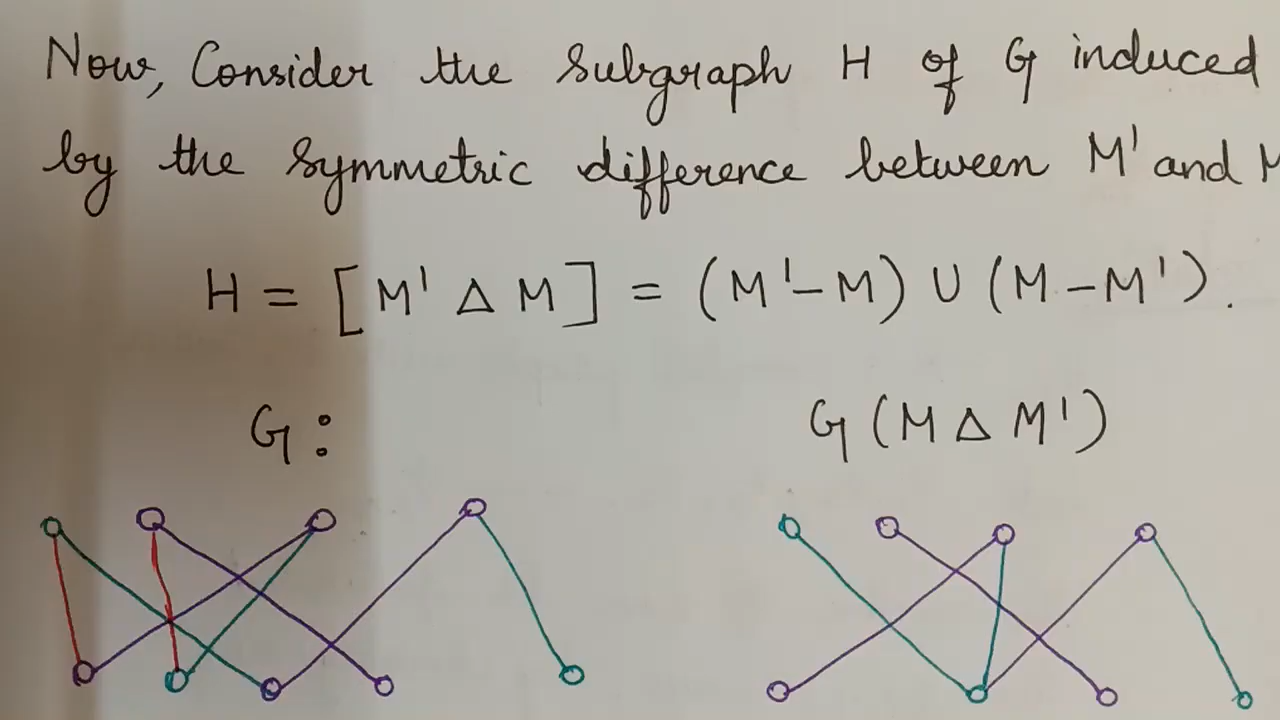 Now, Consider the subgraph H of G induced
by the symmetric difference between M' and M
H = [M' Δ M] = (M'-M) U (M-M').
G:
G (M Δ M')